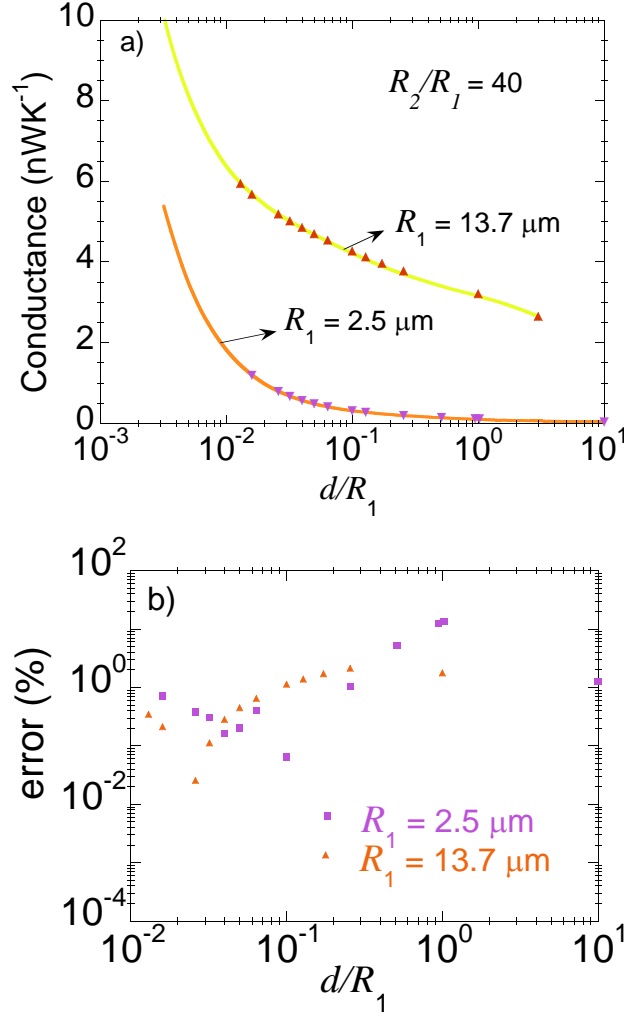 a)
R₂/R₁ = 40
R₁ = 13.7 μm
R₁ = 2.5 μm
Conductance (nWK⁻¹)
10
8
6
4
2
0
10⁻³ 10⁻² 10⁻¹ 10⁰ 10¹
d/R₁
b)
error (%)
10²
10⁰
10⁻²
10⁻⁴
R₁ = 2.5 μm
R₁ = 13.7 μm
10⁻² 10⁻¹ 10⁰ 10¹
d/R₁